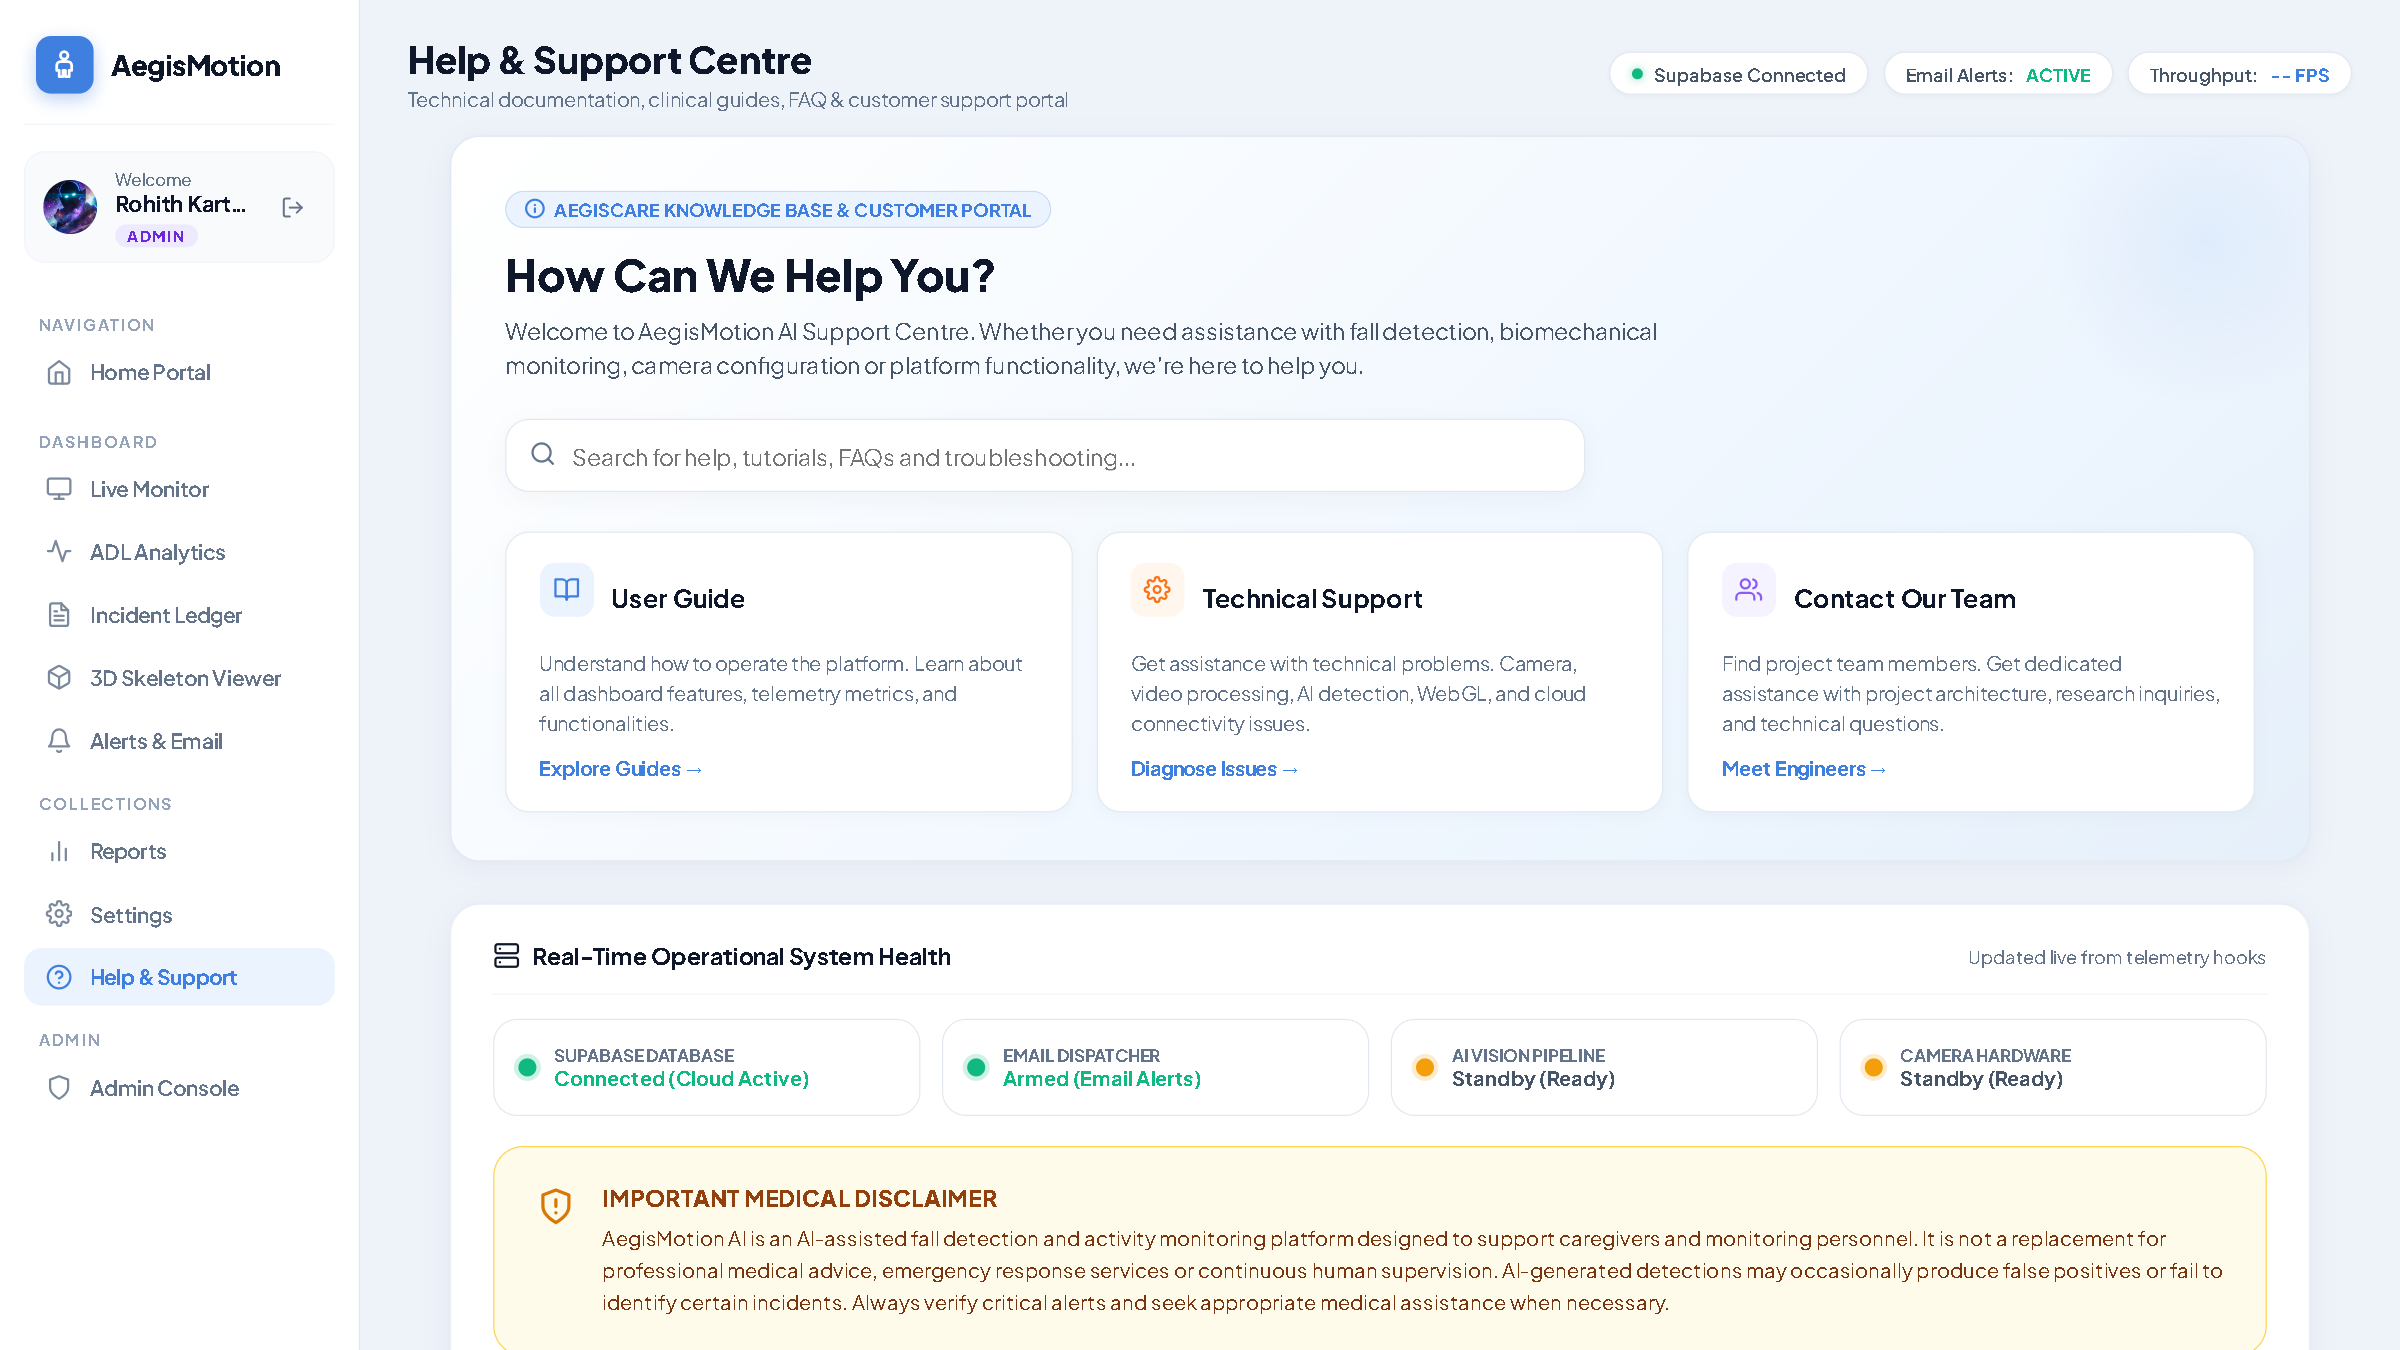 AegisMotion
Welcome
Rohith Kart...
ADMIN
NAVIGATION
Home Portal
DASHBOARD
Live Monitor
ADL Analytics
Incident Ledger
3D Skeleton Viewer
Alerts & Email
COLLECTIONS
Reports
Settings
Help & Support
ADMIN
Admin Console
Help & Support Centre
Technical documentation, clinical guides, FAQ & customer support portal
Supabase Connected
Email Alerts: ACTIVE
Throughput: -- FPS
AEGISCARE KNOWLEDGE BASE & CUSTOMER PORTAL
How Can We Help You?
Welcome to AegisMotion AI Support Centre. Whether you need assistance with fall detection, biomechanical
monitoring, camera configuration or platform functionality, we're here to help you.
Search for help, tutorials, FAQs and troubleshooting...
User Guide
Understand how to operate the platform. Learn about
all dashboard features, telemetry metrics, and
functionalities.
Explore Guides →
Technical Support
Get assistance with technical problems. Camera,
video processing, AI detection, WebGL, and cloud
connectivity issues.
Diagnose Issues →
Contact Our Team
Find project team members. Get dedicated
assistance with project architecture, research inquiries,
and technical questions.
Meet Engineers →
Real-Time Operational System Health
Updated live from telemetry hooks
SUPABASE DATABASE
Connected (Cloud Active)
EMAIL DISPATCHER
Armed (Email Alerts)
AI VISION PIPELINE
Standby (Ready)
CAMERA HARDWARE
Standby (Ready)
IMPORTANT MEDICAL DISCLAIMER
AegisMotion AI is an AI-assisted fall detection and activity monitoring platform designed to support caregivers and monitoring personnel. It is not a replacement for
professional medical advice, emergency response services or continuous human supervision. AI-generated detections may occasionally produce false positives or fail to
identify certain incidents. Always verify critical alerts and seek appropriate medical assistance when necessary.